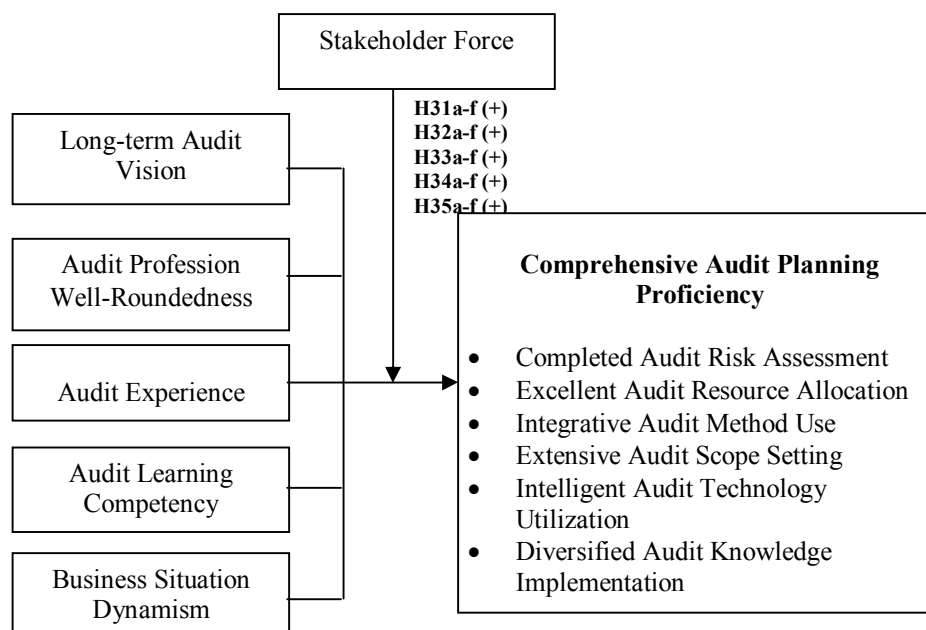 Stakeholder Force
H31a-f (+)
H32a-f (+)
H33a-f (+)
H34a-f (+)
H35a-f (+)
Long-term Audit
Vision
Audit Profession
Well-Roundedness
Audit Experience
Audit Learning
Competency
Business Situation
Dynamism
Comprehensive Audit Planning
Proficiency
• Completed Audit Risk Assessment
• Excellent Audit Resource Allocation
• Integrative Audit Method Use
• Extensive Audit Scope Setting
• Intelligent Audit Technology
Utilization
• Diversified Audit Knowledge
Implementation